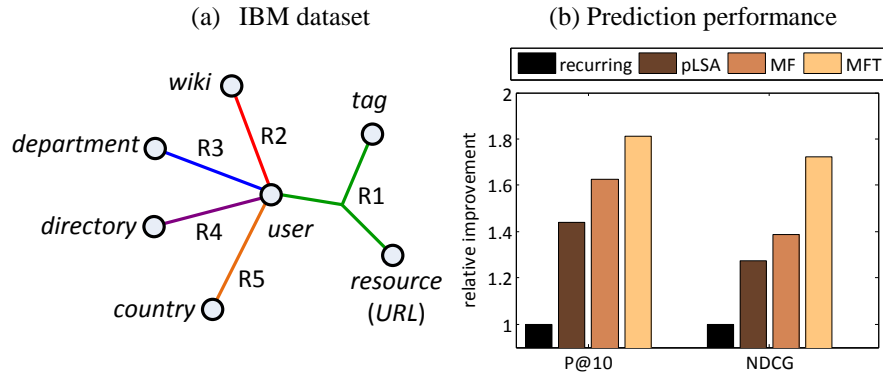 (a) IBM dataset
wiki
tag
department
R2
R3
R1
directory
R4
user
R5
resource
(URL)
country
(b) Prediction performance
recurring pLSA MF MFT
2
1.8
1.6
1.4
1.2
1
relative improvement
P@10 NDCG